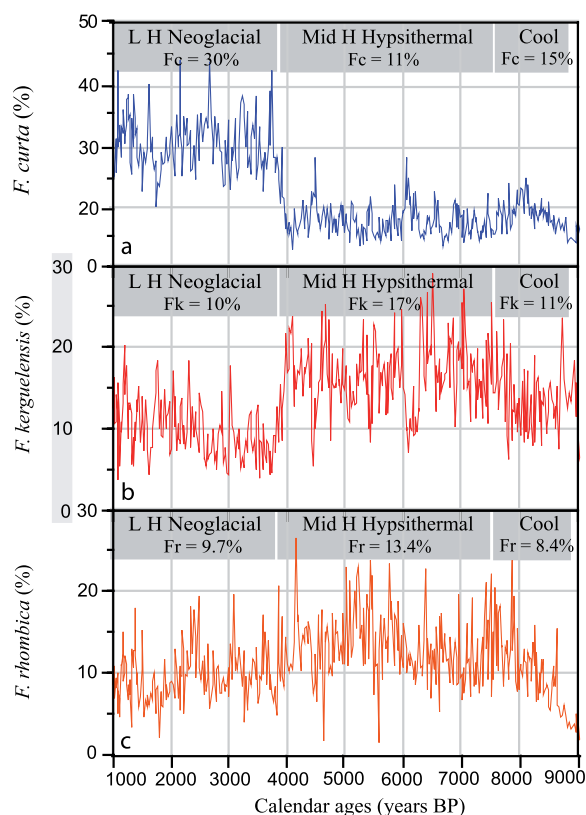 50
40
30
20
0
F. curta (%)
L H Neoglacial
Fc = 30%
Mid H Hypsithermal
Fc = 11%
Cool
Fc = 15%
a
30
20
10
0
F. kerguelensis (%)
L H Neoglacial
Fk = 10%
Mid H Hypsithermal
Fk = 17%
Cool
Fk = 11%
b
30
20
10
0
F. rhombica (%)
L H Neoglacial
Fr = 9.7%
Mid H Hypsithermal
Fr = 13.4%
Cool
Fr = 8.4%
c
1000 2000 3000 4000 5000 6000 7000 8000 9000
Calendar ages (years BP)